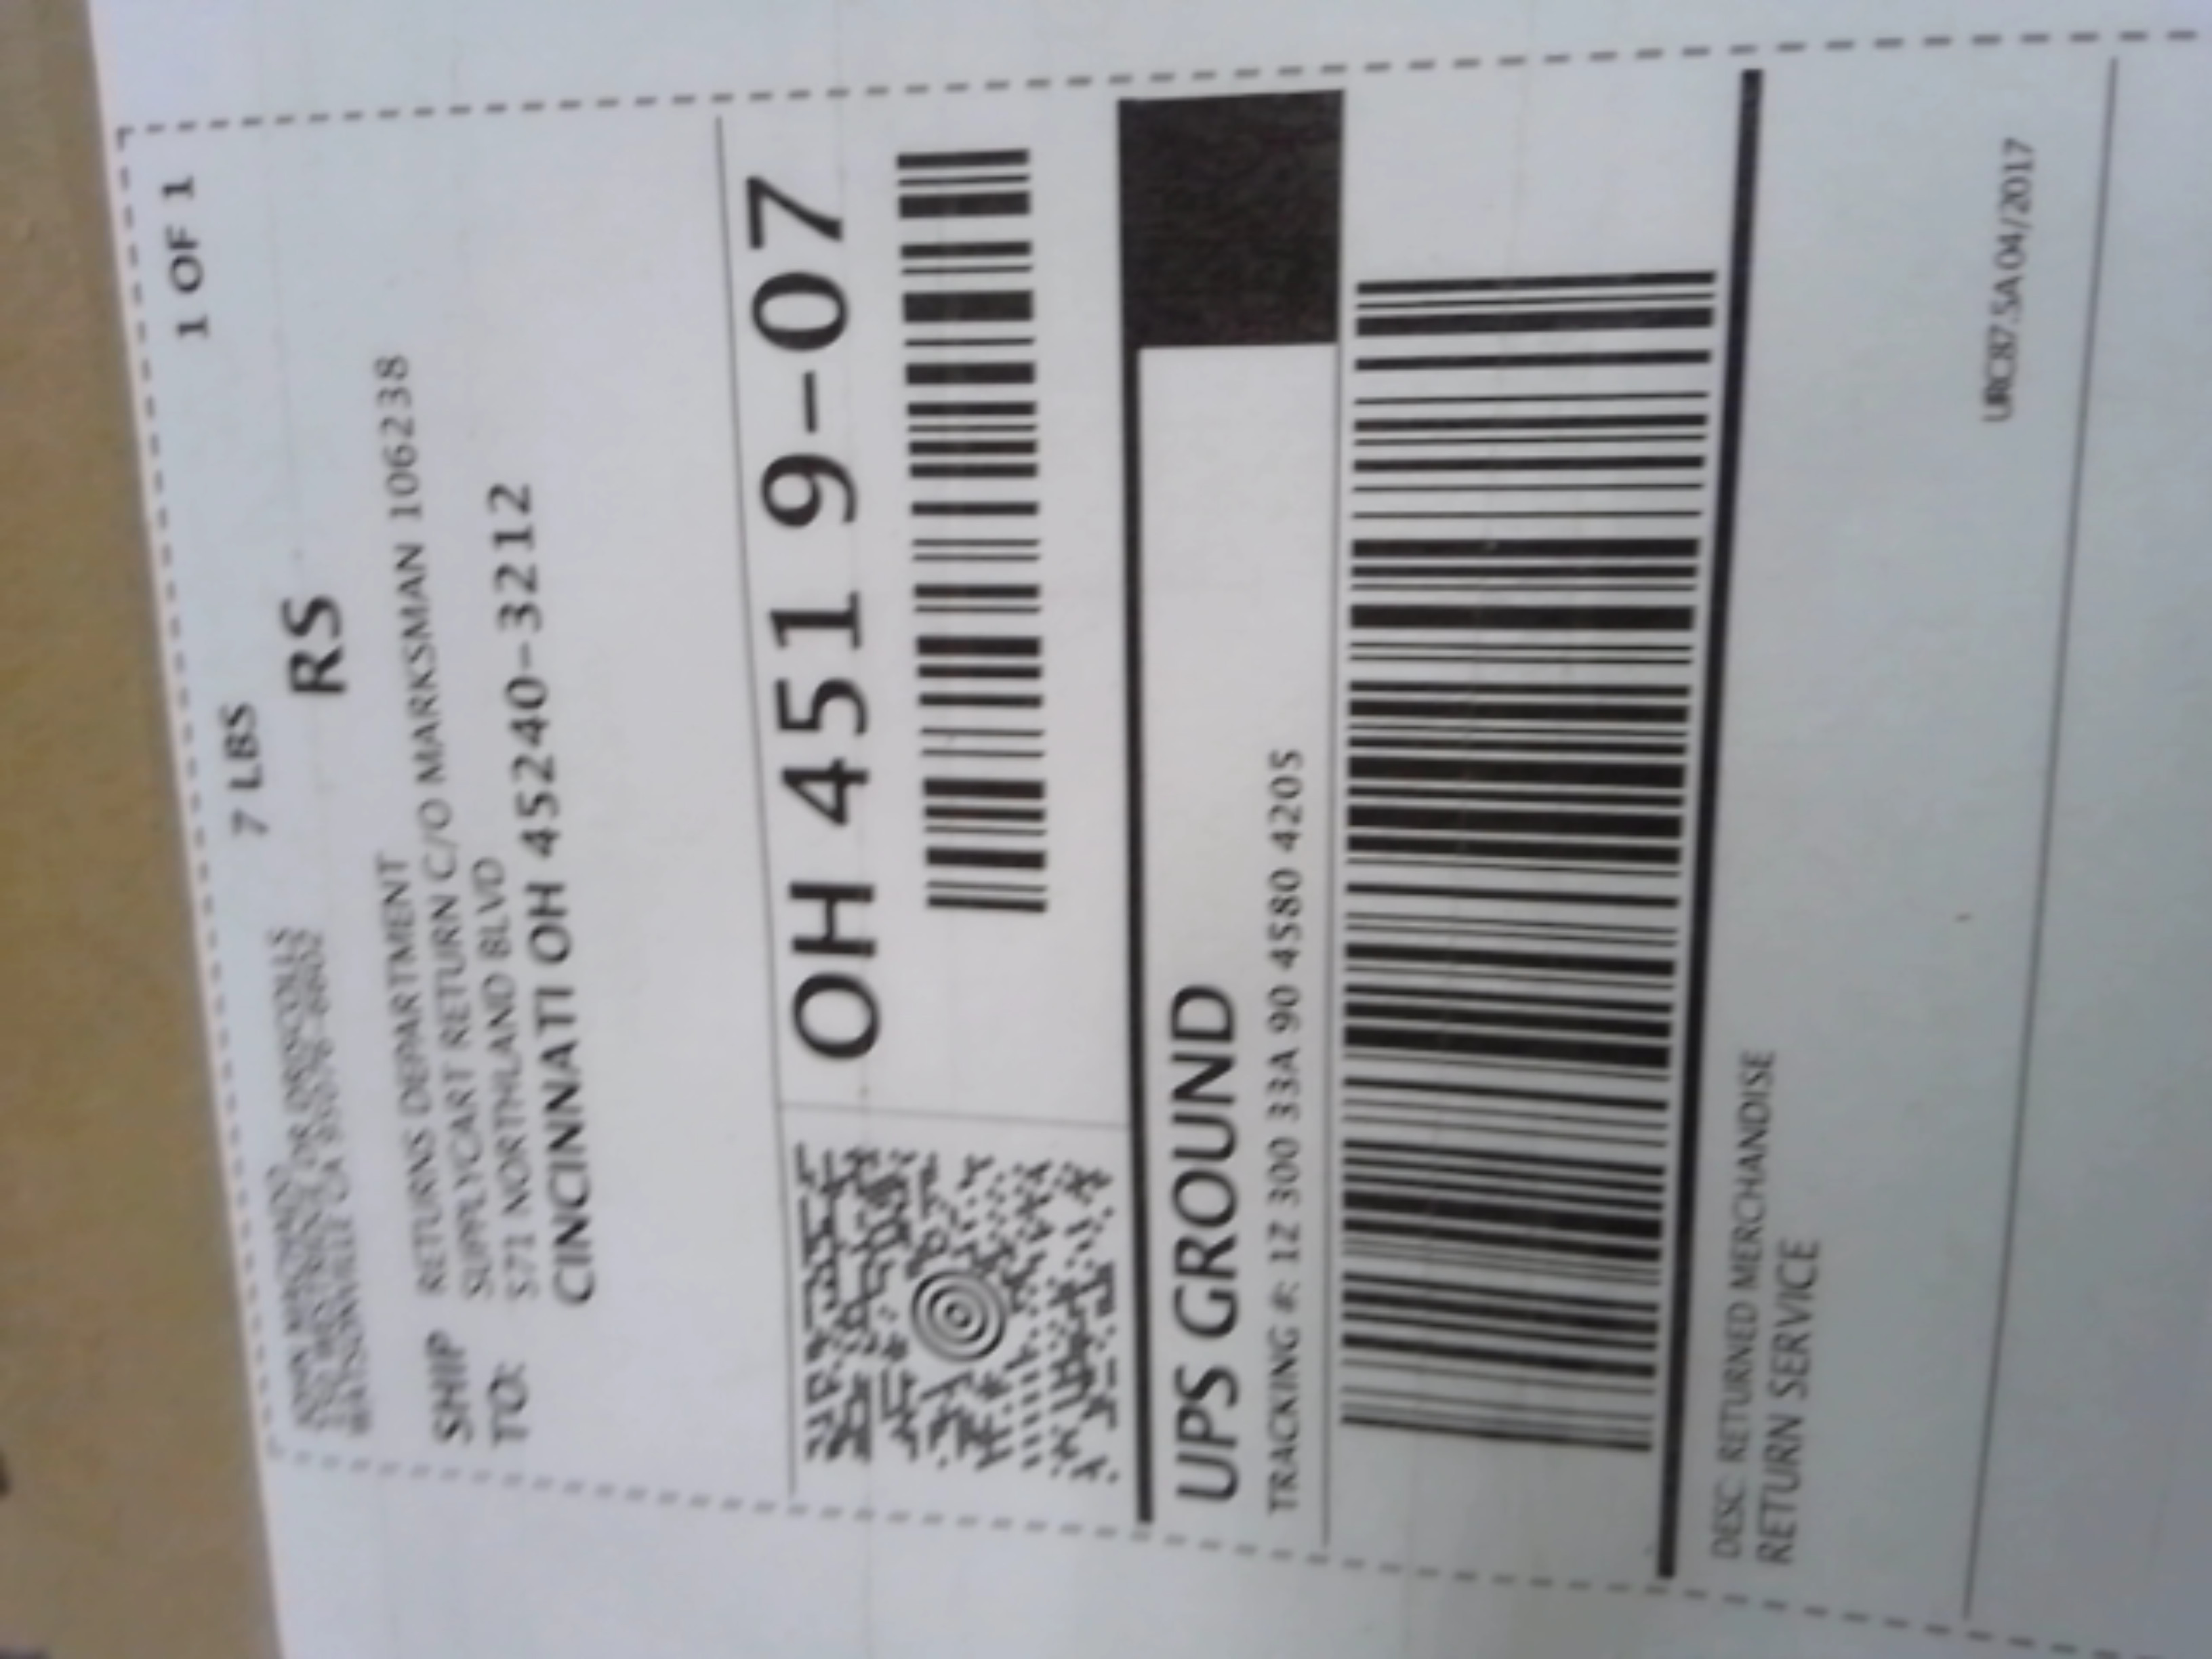 1 OF 1
7 LBS
RS
WATSONVILLE CA
SHIP
TO:
RETURNS DEPARTMENT
SUPPLYCART RETURN C/O MARKSMAN 106238
571 NORTHLAND BLVD
CINCINNATI OH 45240-3212
OH 451 9-07
UPS GROUND
TRACKING #: 1Z 300 33A 90 4580 4205
DESC: RETURNED MERCHANDISE
RETURN SERVICE
URC87.5A 04/2017